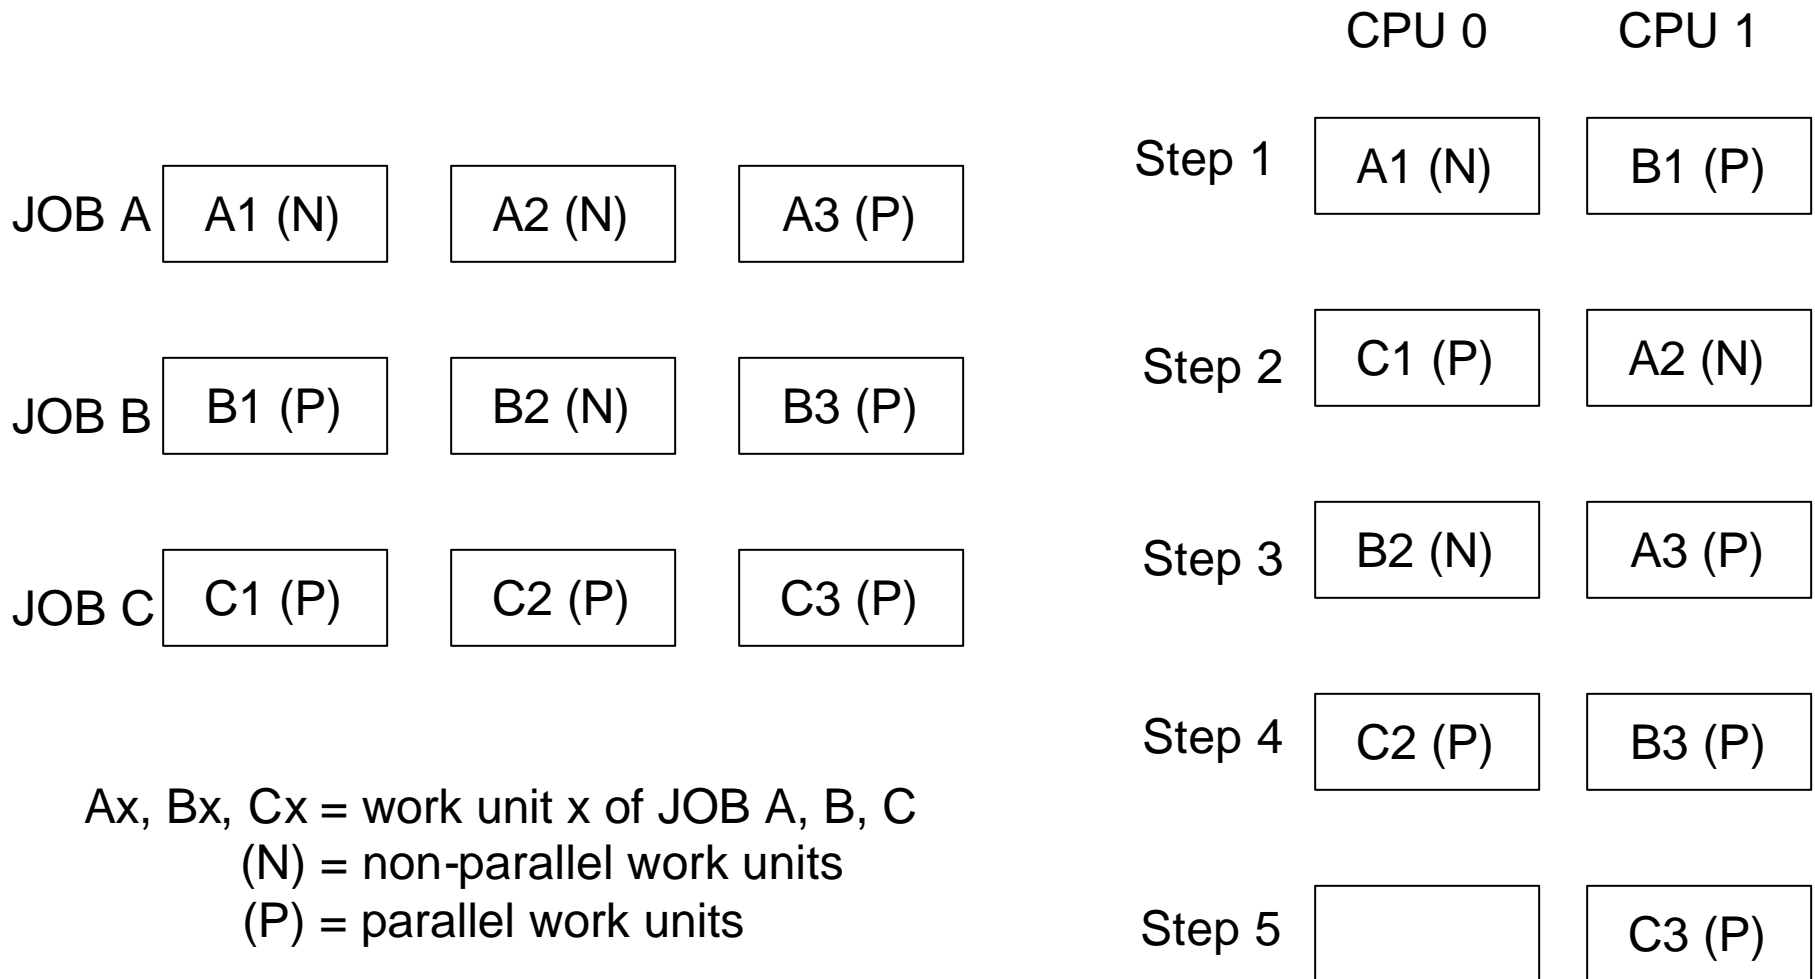 CPU 0 CPU 1
JOB A A1 (N) A2 (N) A3 (P)
JOB B B1 (P) B2 (N) B3 (P)
JOB C C1 (P) C2 (P) C3 (P)
Ax, Bx, Cx = work unit x of JOB A, B, C
(N) = non-parallel work units
(P) = parallel work units
Step 1 A1 (N) B1 (P)
Step 2 C1 (P) A2 (N)
Step 3 B2 (N) A3 (P)
Step 4 C2 (P) B3 (P)
Step 5 C3 (P)